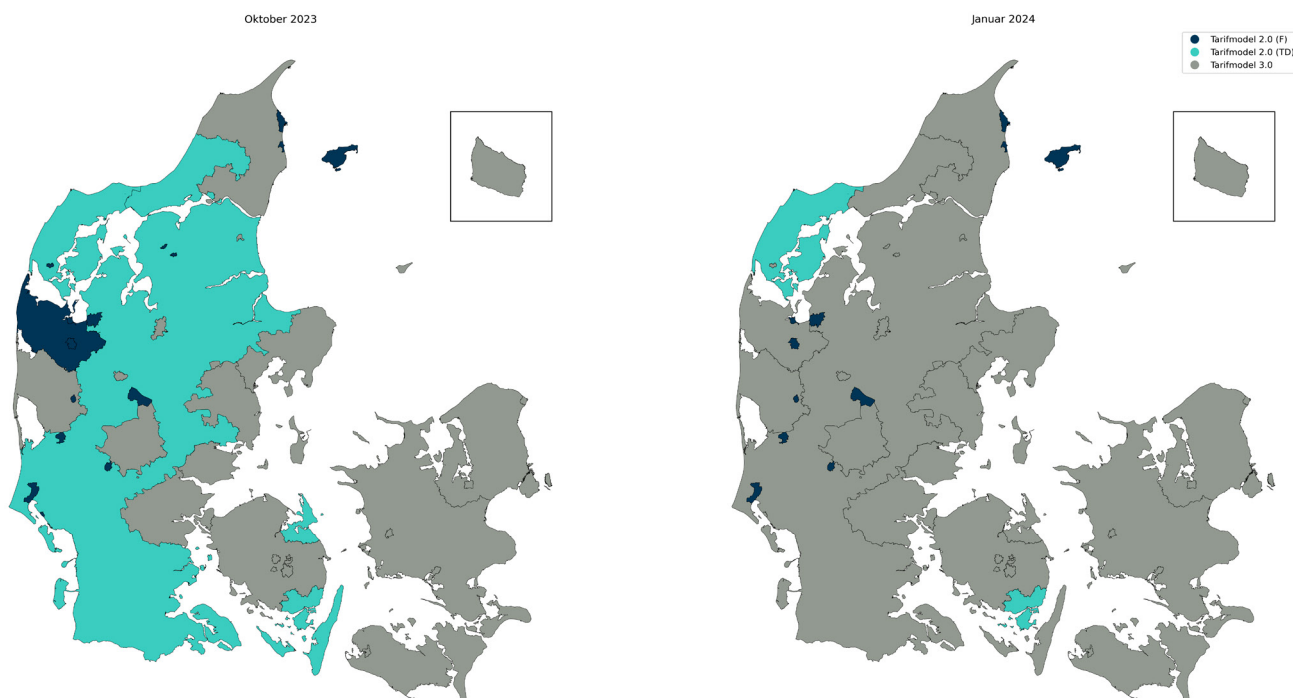 Oktober 2023
Januar 2024
Tarifmodel 2.0 (F)
Tarifmodel 2.0 (TD)
Tarifmodel 3.0